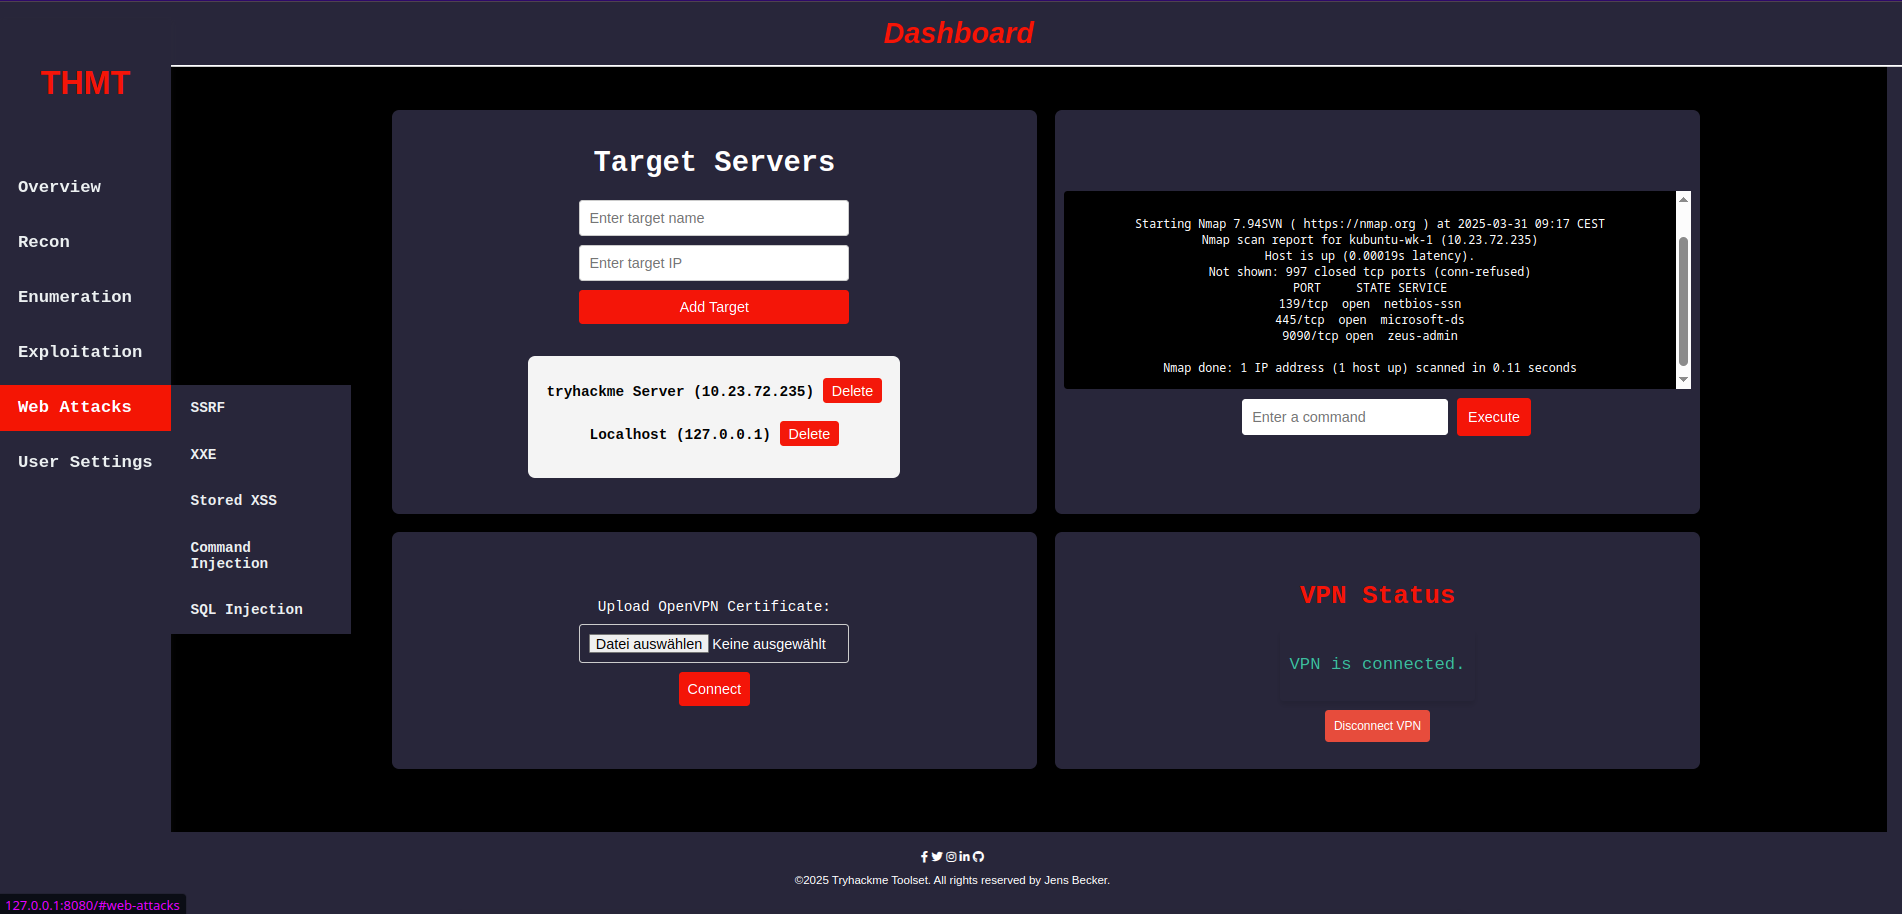 Dashboard
THMT
Overview
Recon
Enumeration
Exploitation
Web Attacks
User Settings
SSRF
XXE
Stored XSS
Command
Injection
SQL Injection
Target Servers
Enter target name
Enter target IP
Add Target
tryhackme Server (10.23.72.235) Delete
Localhost (127.0.0.1) Delete
Starting Nmap 7.94SVN ( https://nmap.org ) at 2025-03-31 09:17 CEST
Nmap scan report for kubuntu-wk-1 (10.23.72.235)
Host is up (0.00019s latency).
Not shown: 997 closed tcp ports (conn-refused)
PORT     STATE SERVICE
139/tcp  open  netbios-ssn
445/tcp  open  microsoft-ds
9090/tcp open  zeus-admin
Nmap done: 1 IP address (1 host up) scanned in 0.11 seconds
Enter a command Execute
Upload OpenVPN Certificate:
Datei auswählen Keine ausgewählt
Connect
VPN Status
VPN is connected.
Disconnect VPN
©2025 Tryhackme Toolset. All rights reserved by Jens Becker.
127.0.0.1:8080/#web-attacks